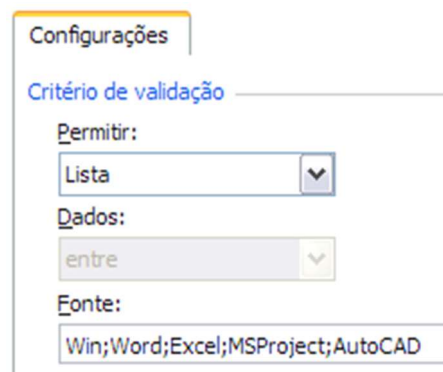 Configurações
Critério de validação
Permitir:
Lista
Dados:
entre
Fonte:
Win;Word;Excel;MSProject;AutoCAD